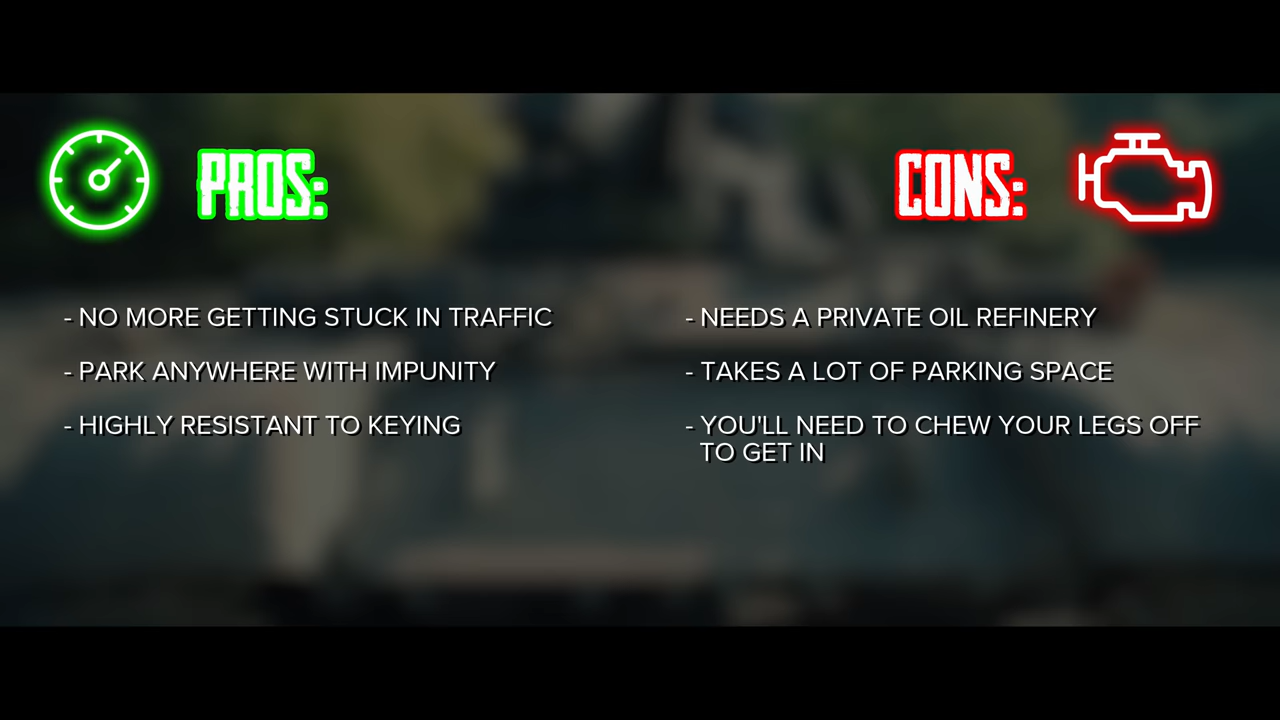 PROS:
- NO MORE GETTING STUCK IN TRAFFIC
- PARK ANYWHERE WITH IMPUNITY
- HIGHLY RESISTANT TO KEYING
CONS:
- NEEDS A PRIVATE OIL REFINERY
- TAKES A LOT OF PARKING SPACE
- YOU'LL NEED TO CHEW YOUR LEGS OFF
TO GET IN